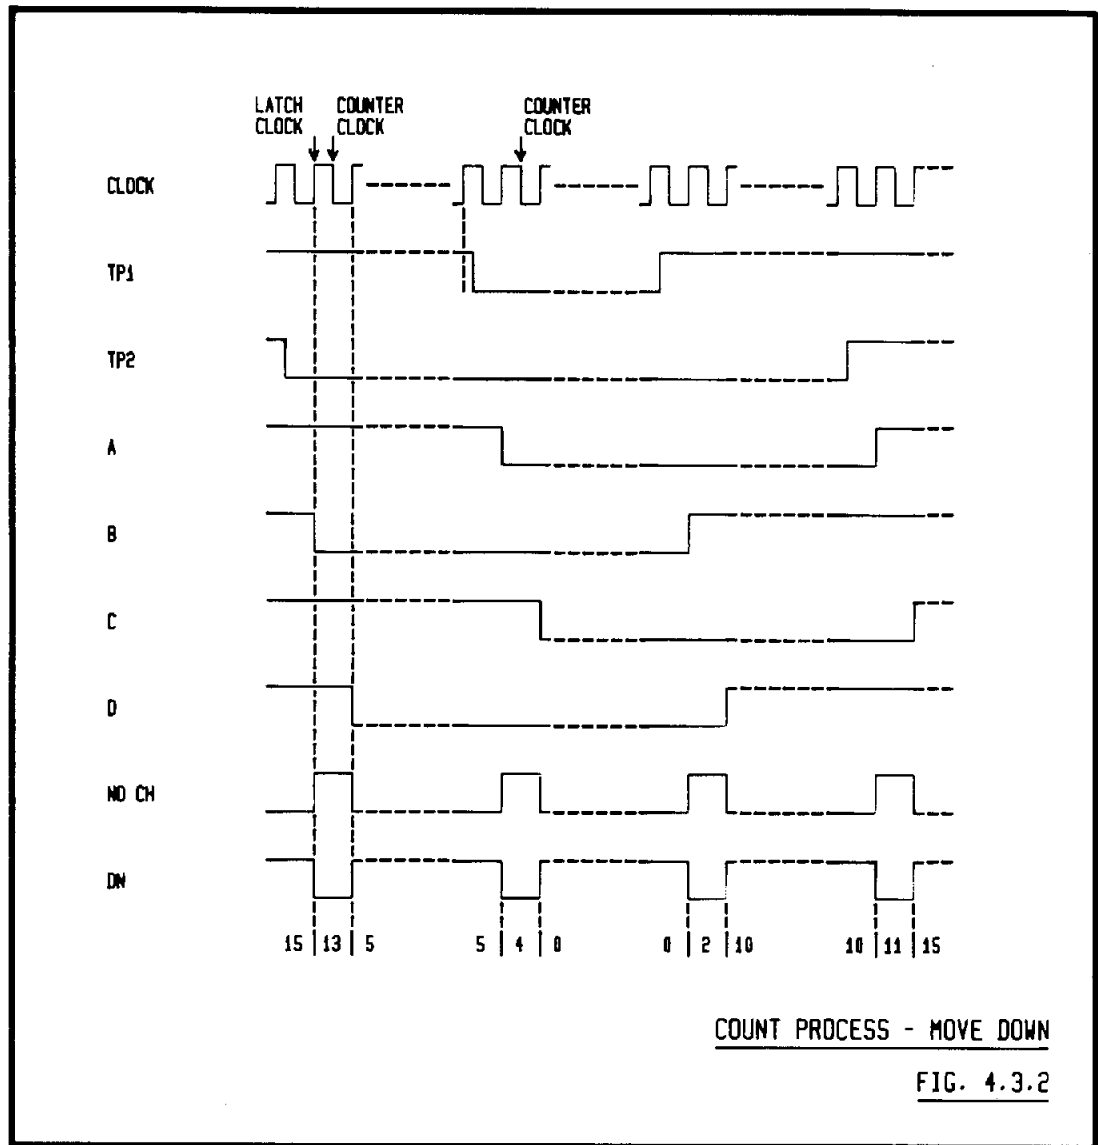 LATCH CLOCK
COUNTER CLOCK
COUNTER CLOCK
CLOCK
TP1
TP2
A
B
C
D
NO CH
DN
15 | 13 | 5
5 | 4 | 0
0 | 2 | 10
10 | 11 | 15
COUNT PROCESS - MOVE DOWN
FIG. 4.3.2